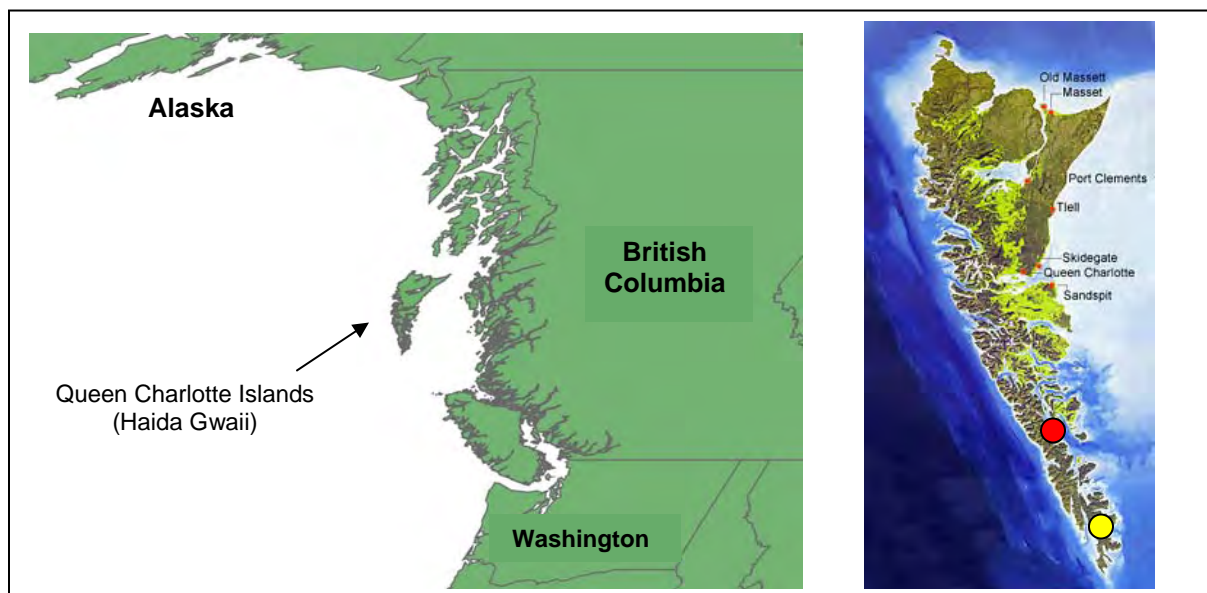 Alaska
British
Columbia
Queen Charlotte Islands
(Haida Gwaii)
Washington
Old Massett
Masset
Port Clements
Tlell
Skidegate
Queen Charlotte
Sandspit